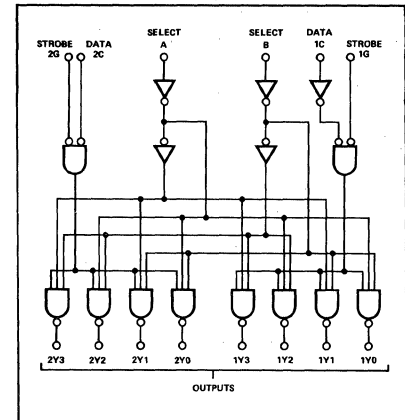 STROBE 2G
DATA 2C
SELECT A
SELECT B
DATA 1C
STROBE 1G
2Y3 2Y2 2Y1 2Y0 1Y3 1Y2 1Y1 1Y0
OUTPUTS